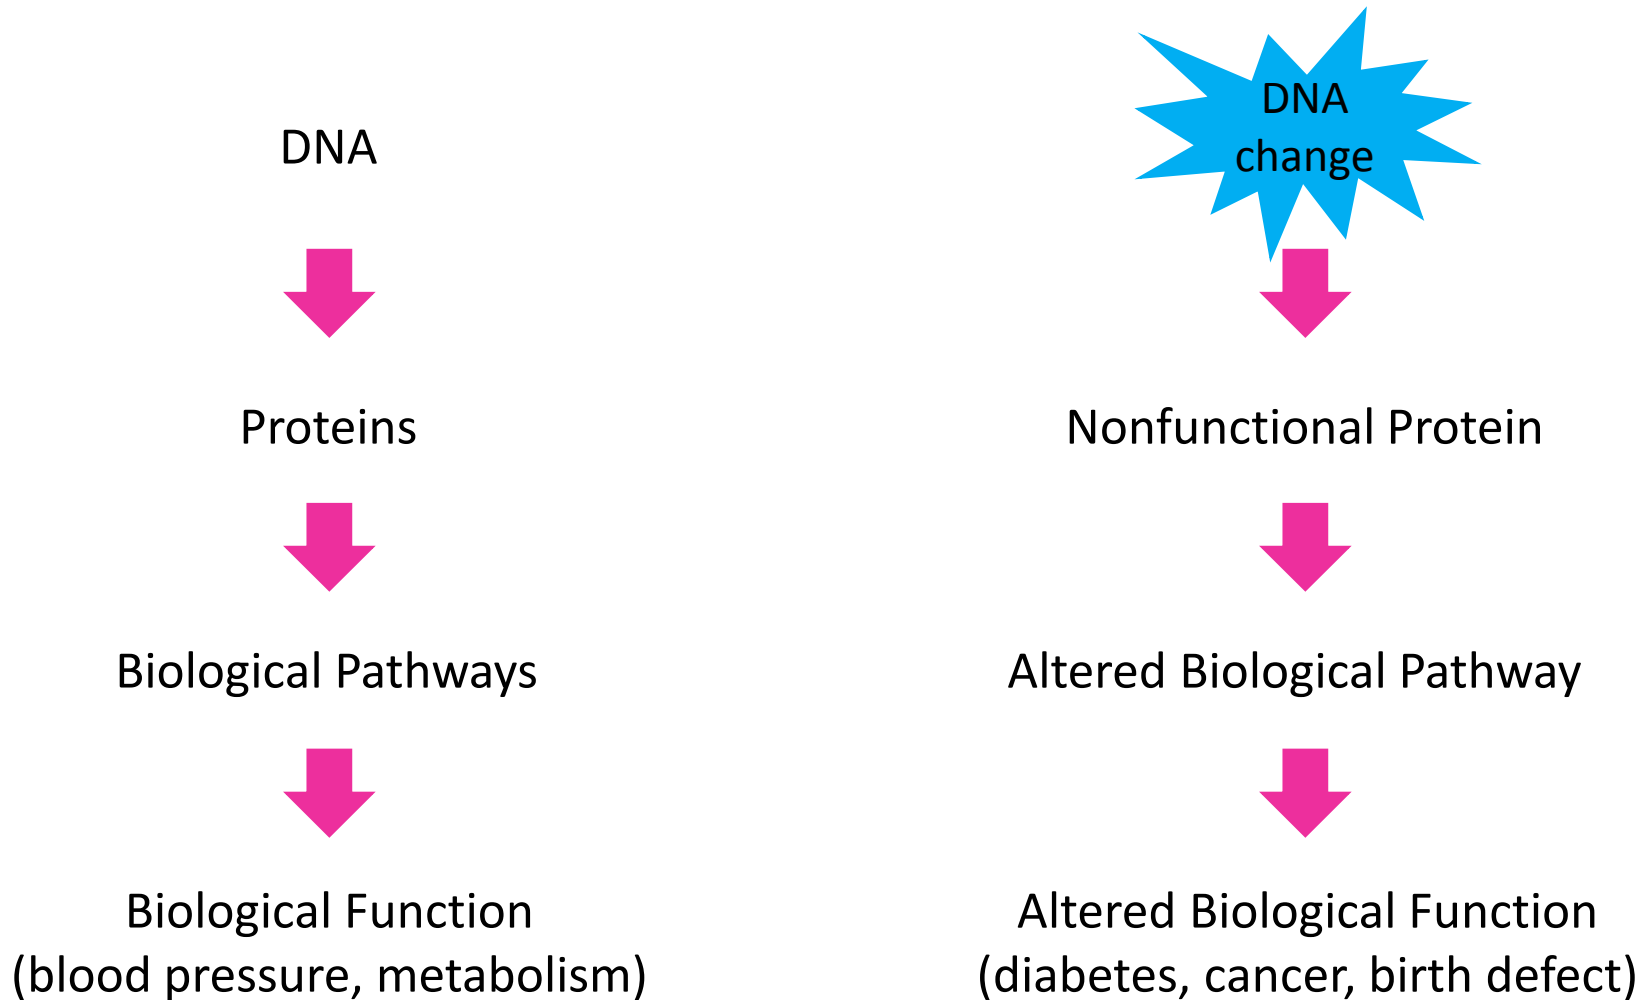 DNA
Proteins
Biological Pathways
Biological Function
(blood pressure, metabolism)
DNA
change
Nonfunctional Protein
Altered Biological Pathway
Altered Biological Function
(diabetes, cancer, birth defect)